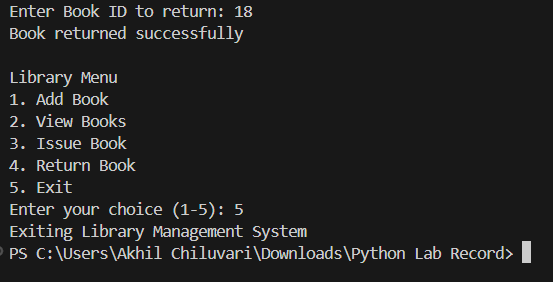 Enter Book ID to return: 18
Book returned successfully
Library Menu
1. Add Book
2. View Books
3. Issue Book
4. Return Book
5. Exit
Enter your choice (1-5): 5
Exiting Library Management System
PS C:\Users\Akhil Chiluvari\Downloads\Python Lab Record>